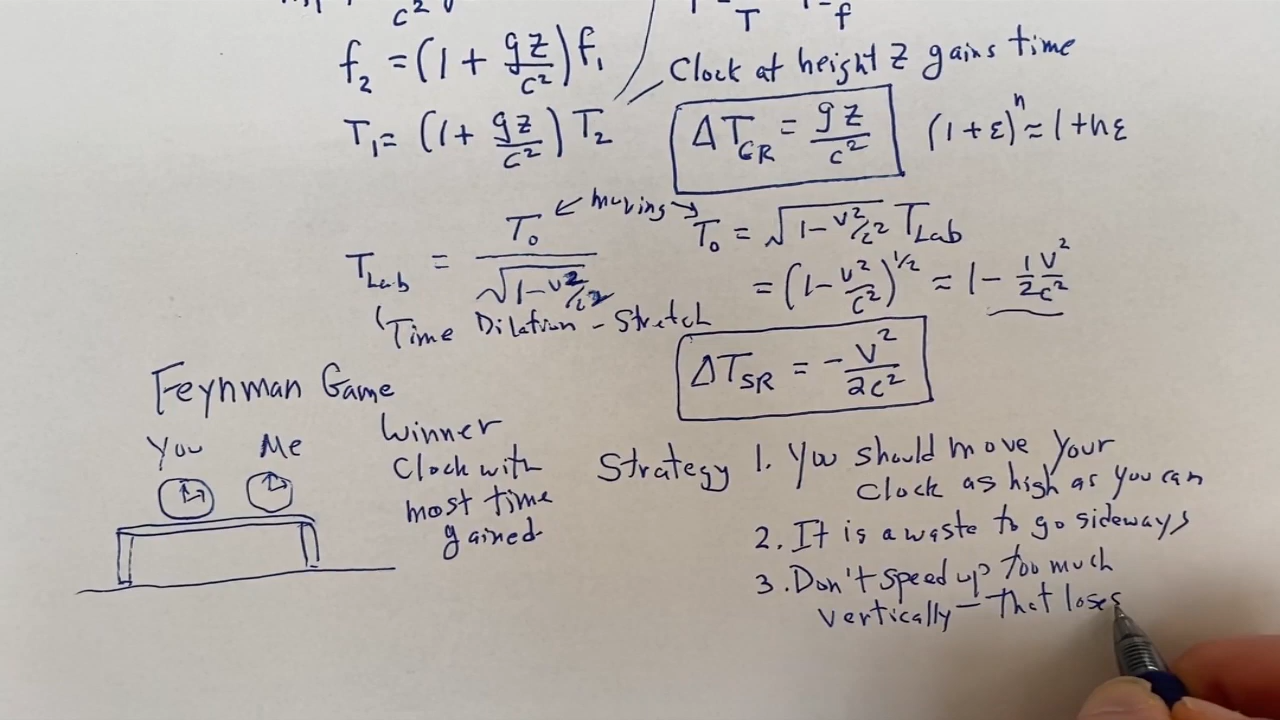 c²
T f
f₂ = (1 + gz/c²) f₁
Clock at height Z gains time
T₁ = (1 + gz/c²) T₂
ΔT_GR = gz/c²
(1+ε)ⁿ ≈ 1+nε
← moving →
T_Lab = T₀/√(1-v²/c²)
T₀ = √(1-v²/c²) T_Lab
= (1-v²/c²)^1/2 ≈ 1 - 1/2 v²/c²
(Time Dilation - Stretch
ΔT_SR = - v²/2c²
Feynman Game
You Me
Winner
Clock with
most time
gained
Strategy 1. You should move your
Clock as high as you can
2. It is a waste to go sideways
3. Don't speed up too much
vertically - That loses